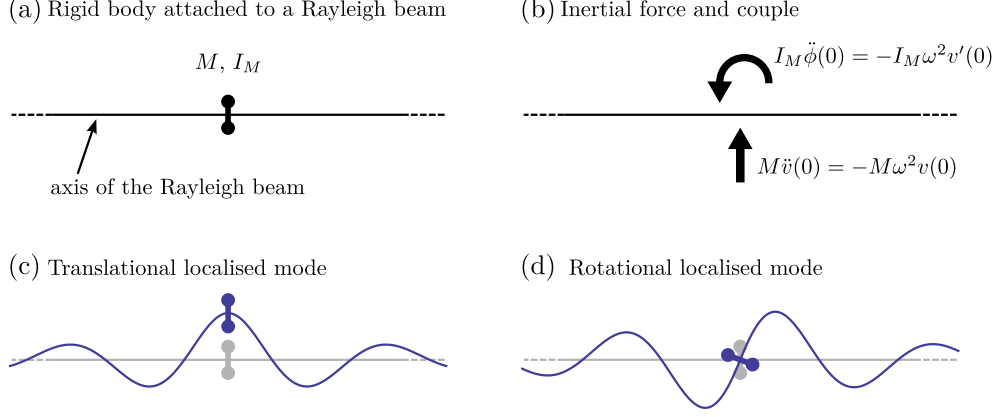 (a) Rigid body attached to a Rayleigh beam
M, I_M
axis of the Rayleigh beam
(b) Inertial force and couple
I_M ϕ̈(0) = −I_M ω² v′(0)
M v̈(0) = −M ω² v(0)
(c) Translational localised mode
(d) Rotational localised mode